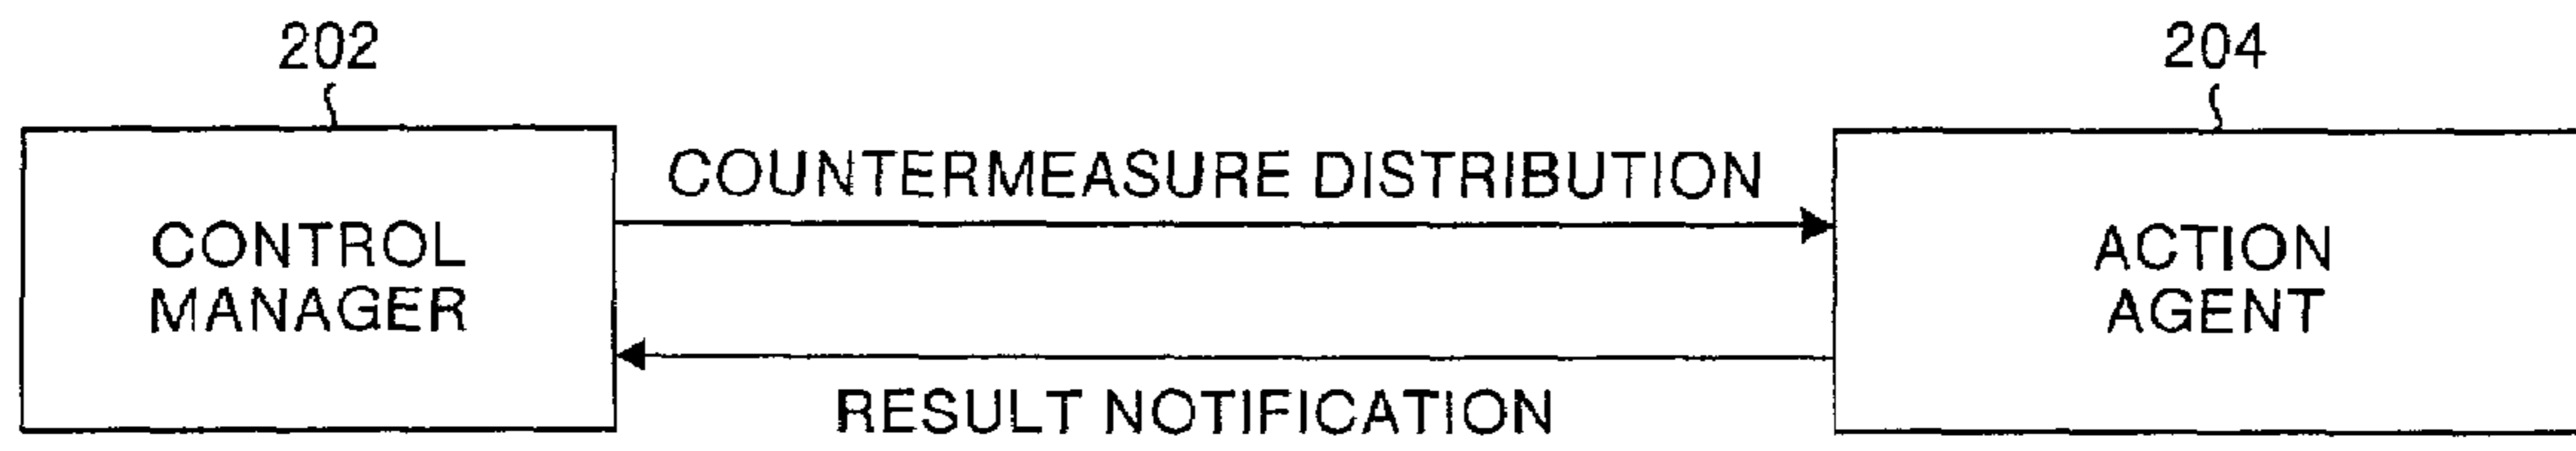 202
204
COUNTERMEASURE DISTRIBUTION
CONTROL
MANAGER
ACTION
AGENT
RESULT NOTIFICATION